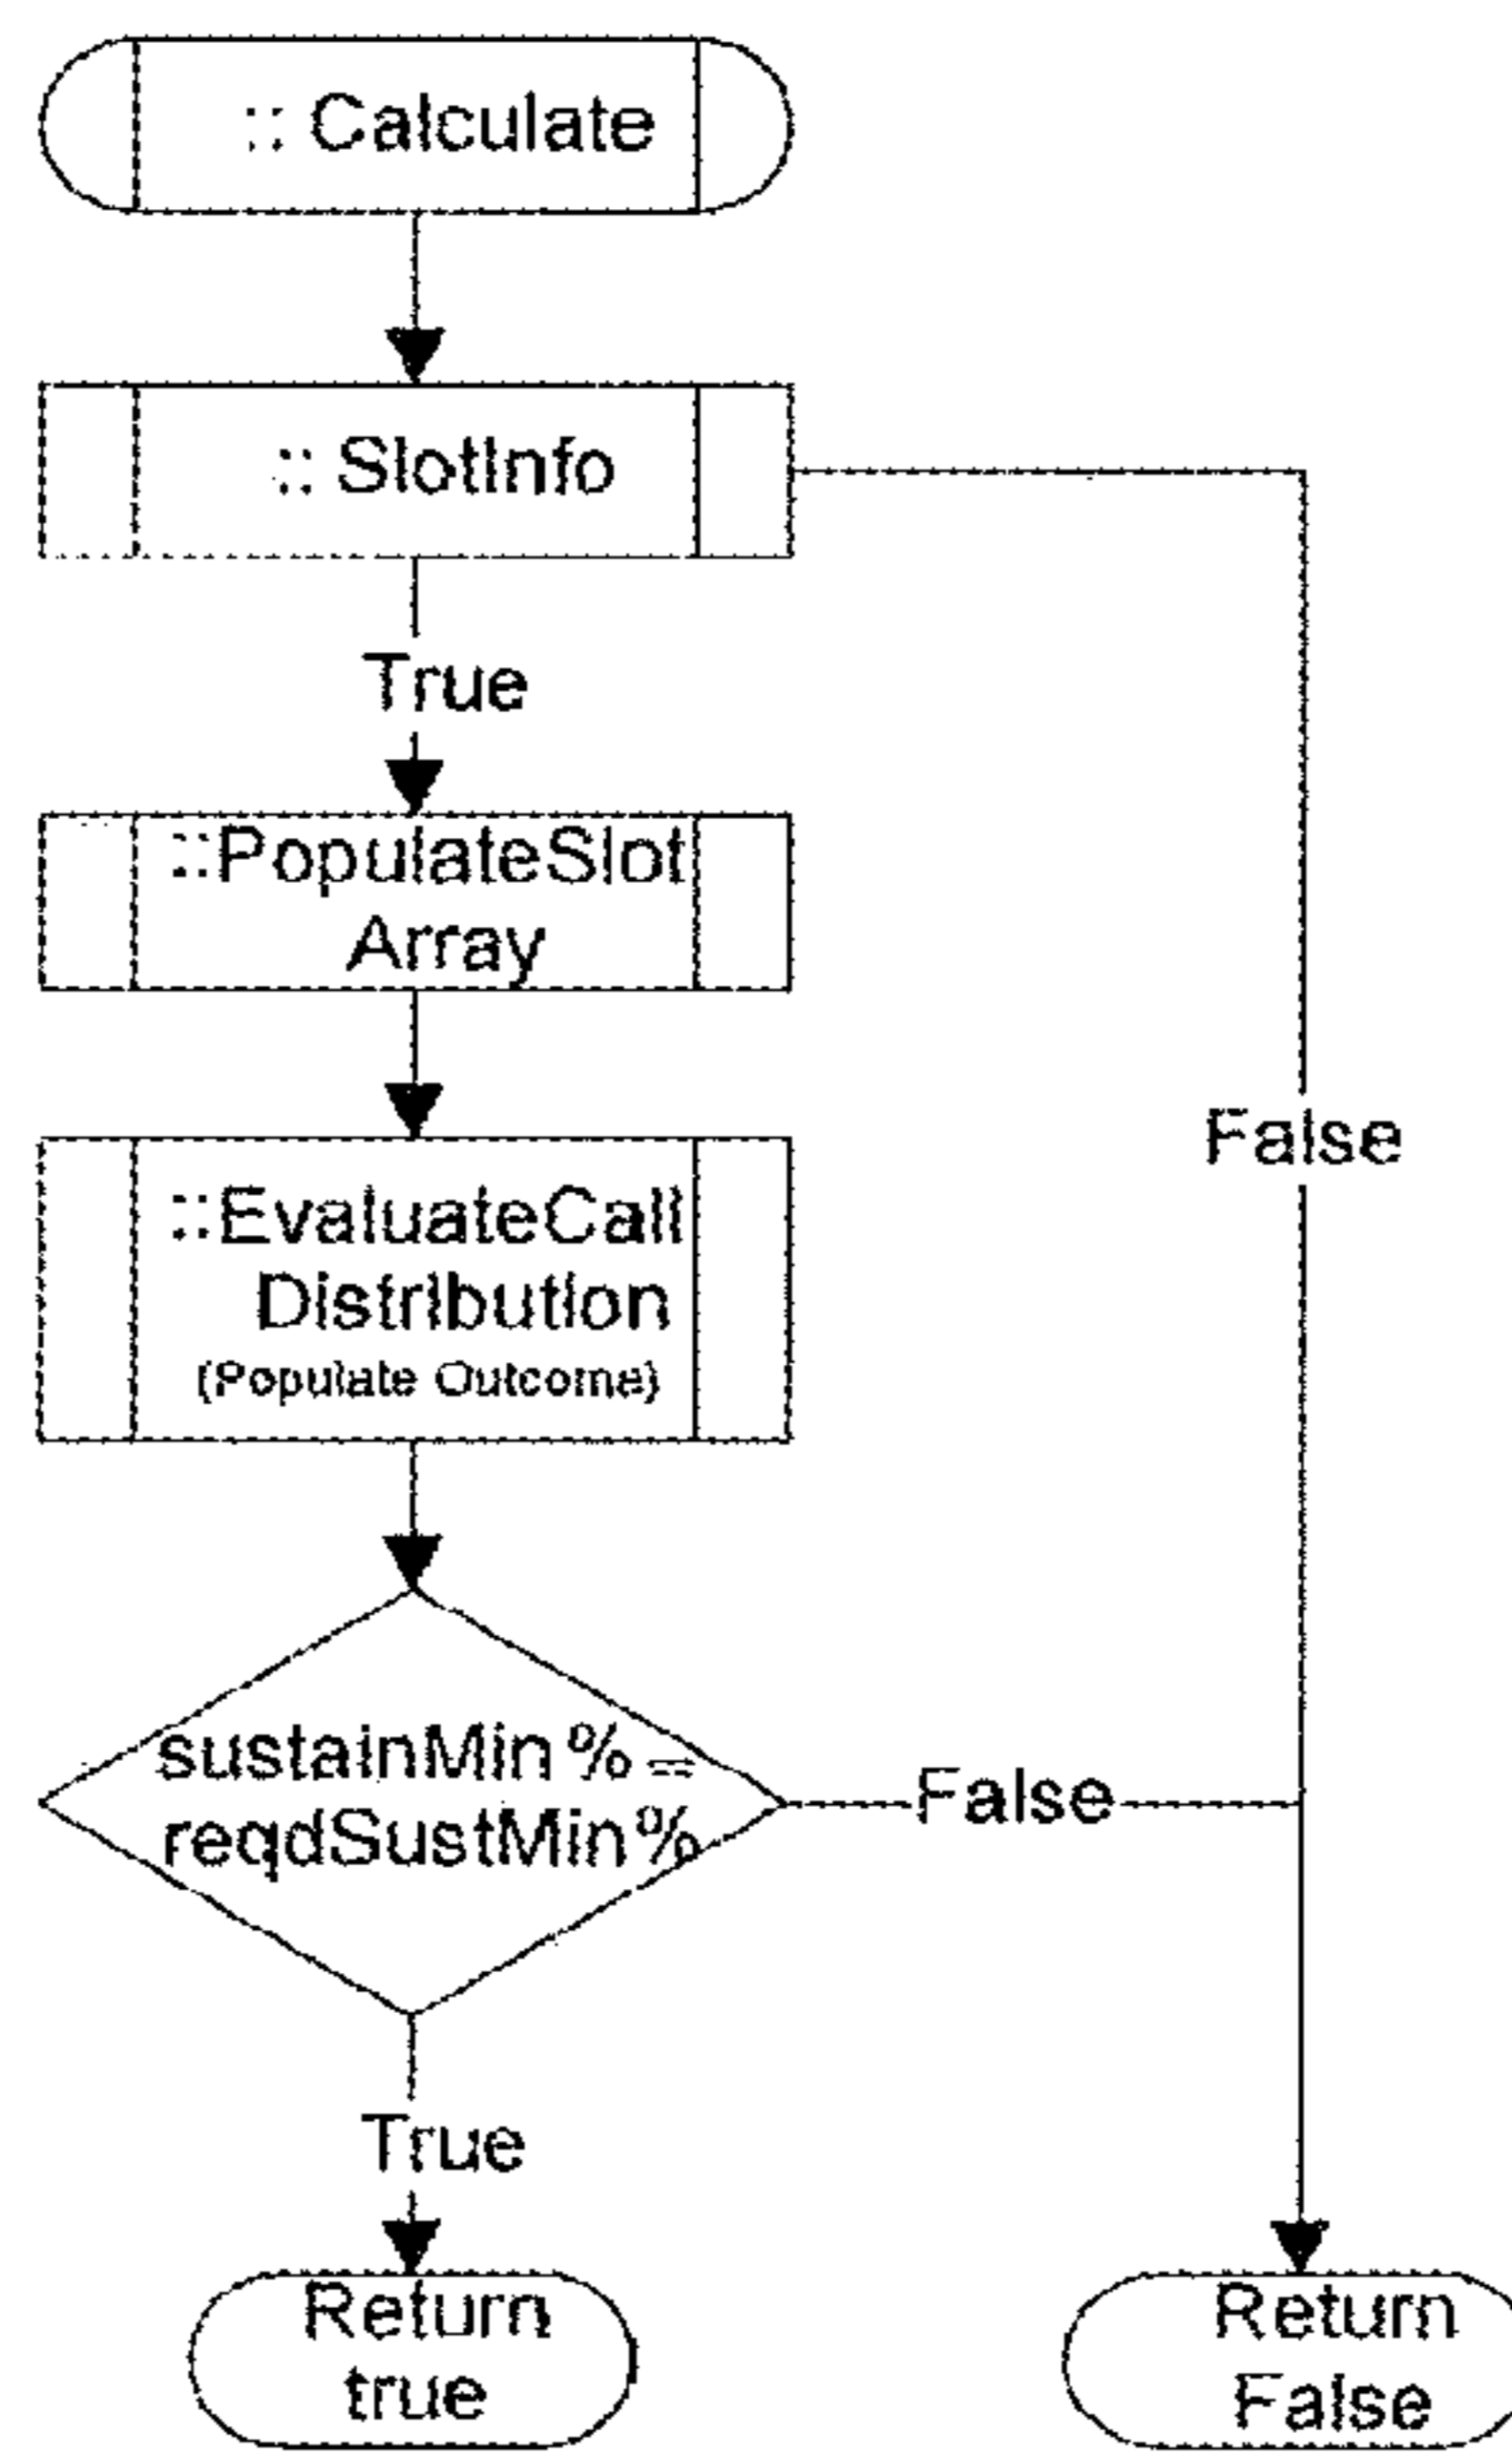 :: Calculate
:: SlotInfo
True
::PopulateSlot
Array
False
::EvaluateCall
Distribution
(Populate Outcome)
sustainMin%==
reqdSustMin%
False
True
Return
true
Return
False